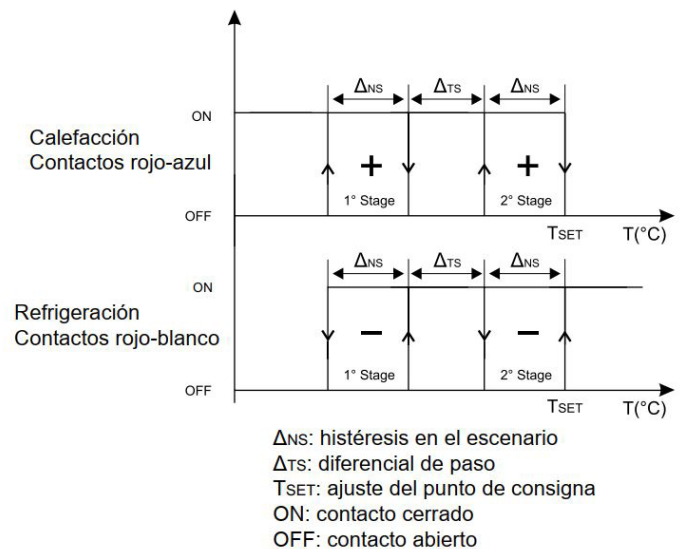 ΔNS ΔTS ΔNS
ON
Calefacción
Contactos rojo-azul
+ +
1° Stage 2° Stage
OFF
TSET T(°C)
ΔNS ΔTS ΔNS
ON
Refrigeración
Contactos rojo-blanco
− −
1° Stage 2° Stage
OFF
TSET T(°C)
ΔNS: histéresis en el escenario
ΔTS: diferencial de paso
TSET: ajuste del punto de consigna
ON: contacto cerrado
OFF: contacto abierto